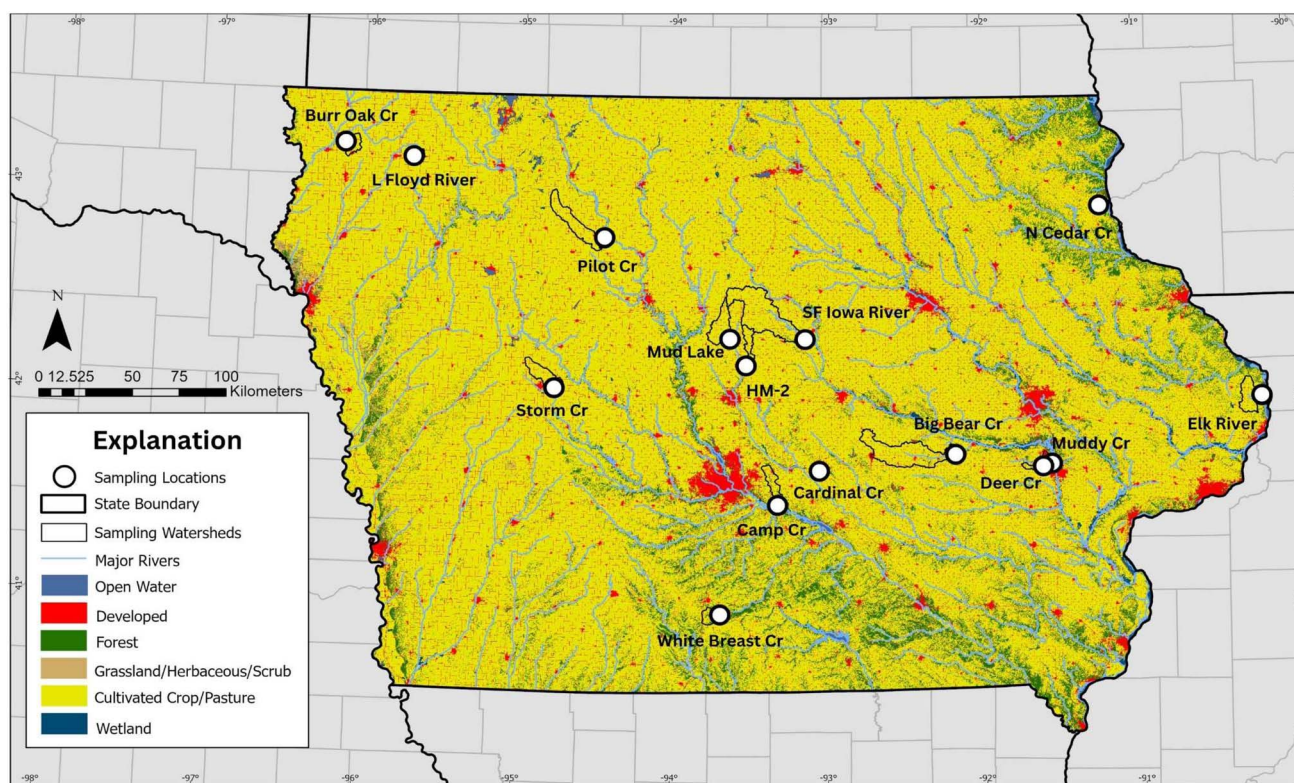 -98° -97° -96° -95° -94° -93° -92° -91° -90°
Burr Oak Cr
L Floyd River
43°
43°
N Cedar Cr
Pilot Cr
SF Iowa River
N
Mud Lake
42°
42°
HM-2
0 12.525 50 75 100
Kilometers
Storm Cr
Elk River
Big Bear Cr
Muddy Cr
Explanation
Sampling Locations
State Boundary
Sampling Watersheds
Major Rivers
Open Water
Developed
Forest
Grassland/Herbaceous/Scrub
Cultivated Crop/Pasture
Wetland
Cardinal Cr
Deer Cr
Camp Cr
41°
41°
White Breast Cr
-98° -97° -96° -95° -94° -93° -92° -91°